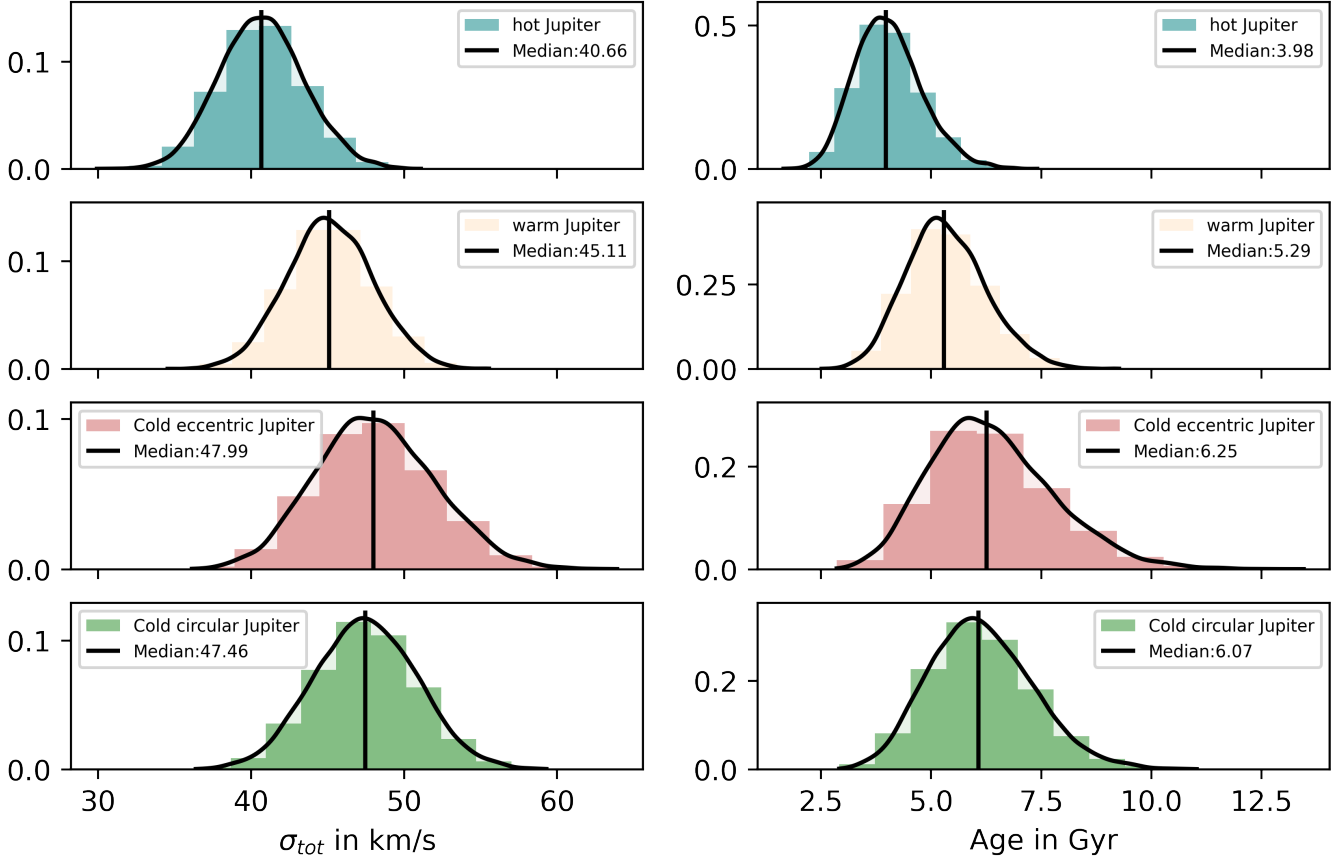 0.1
0.0
hot Jupiter
Median:40.66
0.5
0.0
hot Jupiter
Median:3.98
0.1
0.0
warm Jupiter
Median:45.11
0.25
0.00
warm Jupiter
Median:5.29
0.1
0.0
Cold eccentric Jupiter
Median:47.99
0.2
0.0
Cold eccentric Jupiter
Median:6.25
0.1
0.0
Cold circular Jupiter
Median:47.46
0.2
0.0
Cold circular Jupiter
Median:6.07
30 40 50 60
σtot in km/s
2.5 5.0 7.5 10.0 12.5
Age in Gyr